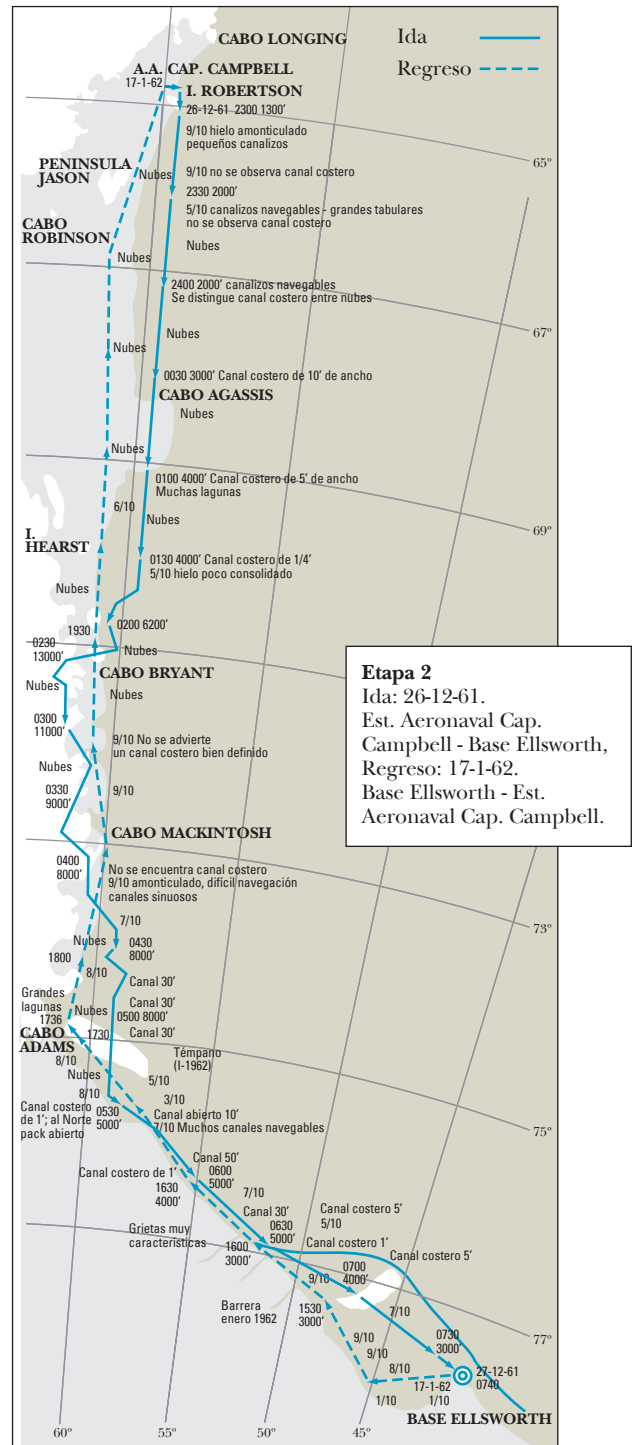 CABO LONGING
Ida
Regreso
A.A. CAP. CAMPBELL
17-1-62
I. ROBERTSON
26-12-61 2300 1300'
9/10 hielo amonticulado
pequeños canalizos
65º
PENINSULA
JASON
Nubes
9/10 no se observa canal costero
2330 2000'
5/10 canalizos navegables - grandes tabulares
no se observa canal costero
CABO
ROBINSON
Nubes
Nubes
2400 2000' canalizos navegables
Se distingue canal costero entre nubes
67º
Nubes
Nubes
0030 3000' Canal costero de 10' de ancho
CABO AGASSIS
Nubes
Nubes
0100 4000' Canal costero de 5' de ancho
Muchas lagunas
6/10
Nubes
69º
I.
HEARST
0130 4000' Canal costero de 1/4'
5/10 hielo poco consolidado
Nubes
1930
0200 6200'
0230
13000'
Nubes
CABO BRYANT
Nubes
Nubes
Etapa 2
Ida: 26-12-61.
Est. Aeronaval Cap.
Campbell - Base Ellsworth,
Regreso: 17-1-62.
Base Ellsworth - Est.
Aeronaval Cap. Campbell.
0300
11000'
9/10 No se advierte
un canal costero bien definido
Nubes
0330
9000'
9/10
CABO MACKINTOSH
0400
8000'
No se encuentra canal costero
9/10 amonticulado, difícil navegación
canales sinuosos
7/10
73º
Nubes
0430
8000'
1800
8/10
Canal 30'
Grandes
lagunas
1736
Nubes
Canal 30'
0500 8000'
Canal 30'
CABO
ADAMS
1730
8/10
Témpano
(I-1962)
Nubes
5/10
8/10
3/10
Canal costero
de 1'; al Norte
pack abierto
0530
5000'
Canal abierto 10'
7/10 Muchos canales navegables
75º
Canal 50'
Canal costero de 1'
0600
5000'
1630
4000'
7/10
Canal 30'
Canal costero 5'
5/10
Grietas muy
características
0630
5000'
Canal costero 1'
1600
3000'
Canal costero 5'
0700
4000'
9/10
Barrera
enero 1962
1530
3000'
7/10
77º
0730
3000'
9/10
9/10
8/10
27-12-61
0740
17-1-62
1/10
1/10
BASE ELLSWORTH
60º
55º
50º
45º